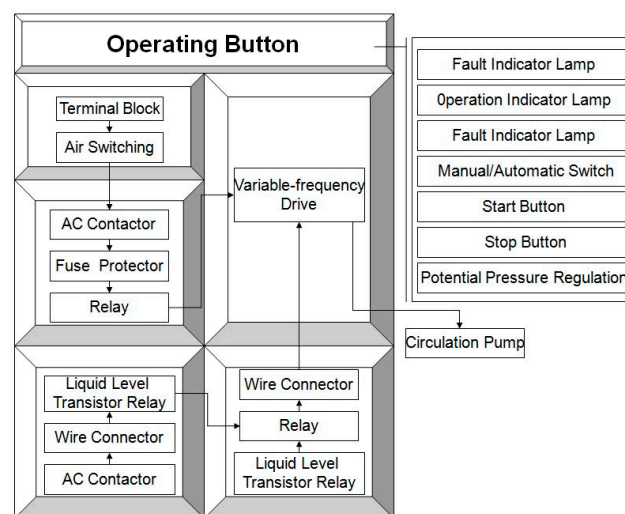 Operating Button
Fault Indicator Lamp
0peration Indicator Lamp
Fault Indicator Lamp
Manual/Automatic Switch
Start Button
Stop Button
Potential Pressure Regulation
Terminal Block
Air Switching
AC Contactor
Fuse Protector
Relay
Variable-frequency
Drive
Circulation Pump
Liquid Level
Transistor Relay
Wire Connector
AC Contactor
Wire Connector
Relay
Liquid Level
Transistor Relay